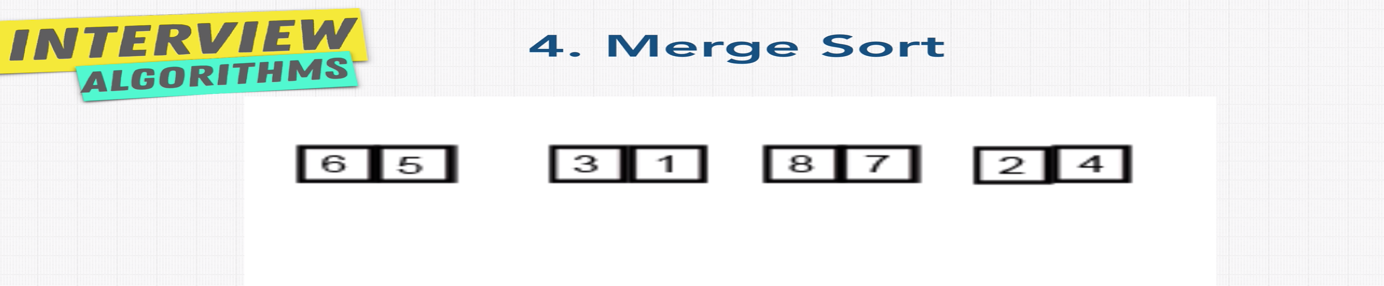 INTERVIEW
ALGORITHMS
4. Merge Sort
6 5 3 1 8 7 2 4